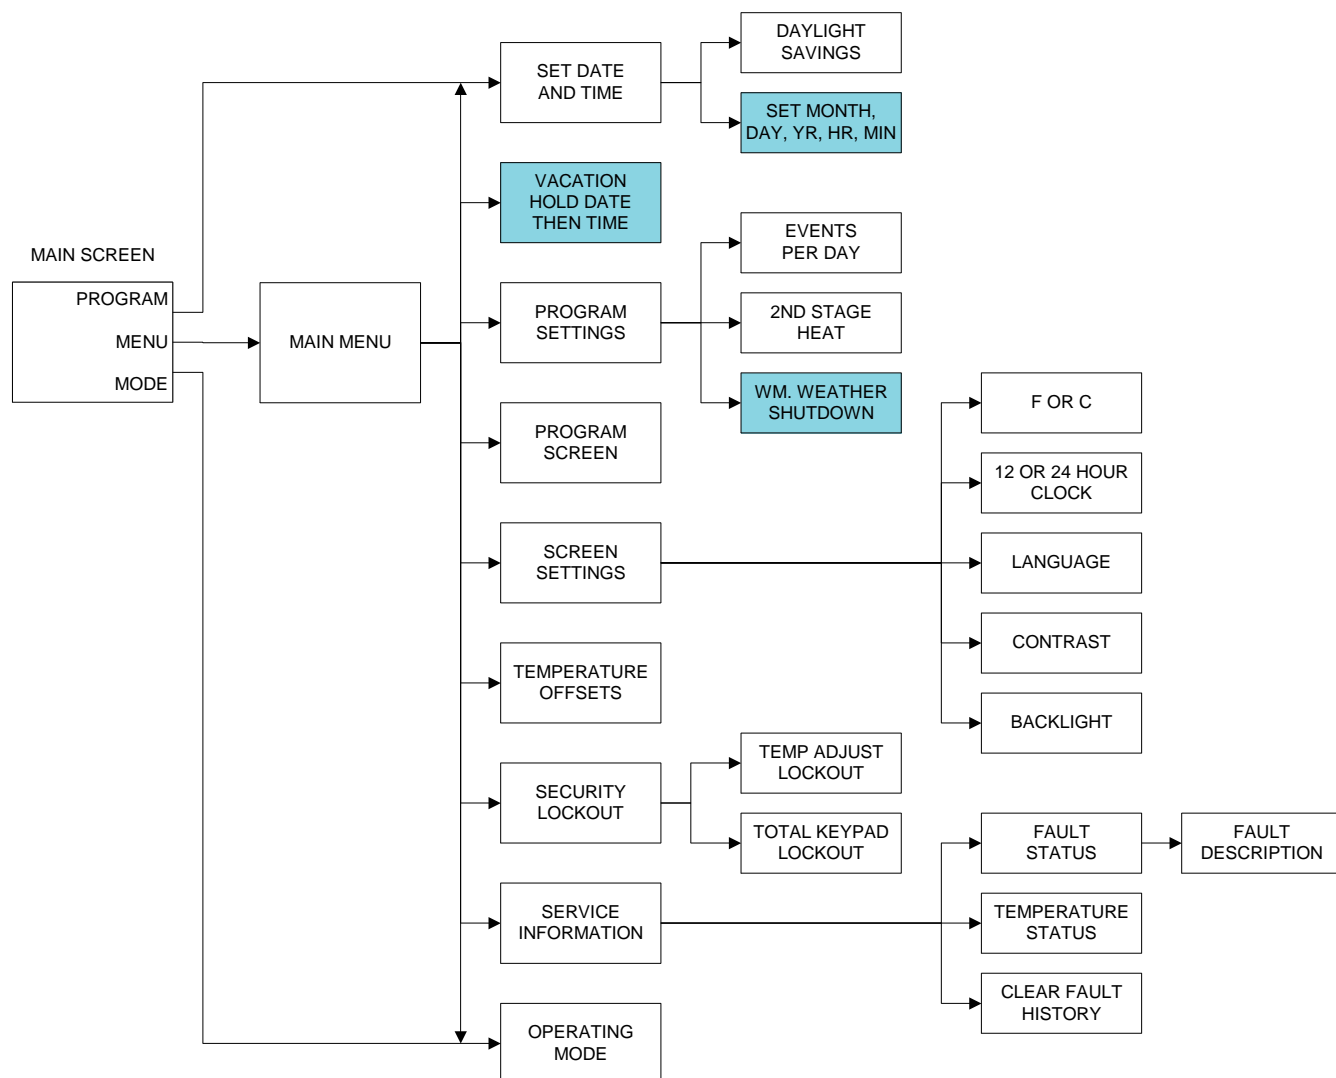 MAIN SCREEN
PROGRAM
MENU
MODE
MAIN MENU
SET DATE
AND TIME
VACATION
HOLD DATE
THEN TIME
PROGRAM
SETTINGS
PROGRAM
SCREEN
SCREEN
SETTINGS
TEMPERATURE
OFFSETS
SECURITY
LOCKOUT
SERVICE
INFORMATION
OPERATING
MODE
DAYLIGHT
SAVINGS
SET MONTH,
DAY, YR, HR, MIN
EVENTS
PER DAY
2ND STAGE
HEAT
WM. WEATHER
SHUTDOWN
TEMP ADJUST
LOCKOUT
TOTAL KEYPAD
LOCKOUT
F OR C
12 OR 24 HOUR
CLOCK
LANGUAGE
CONTRAST
BACKLIGHT
FAULT
STATUS
TEMPERATURE
STATUS
CLEAR FAULT
HISTORY
FAULT
DESCRIPTION